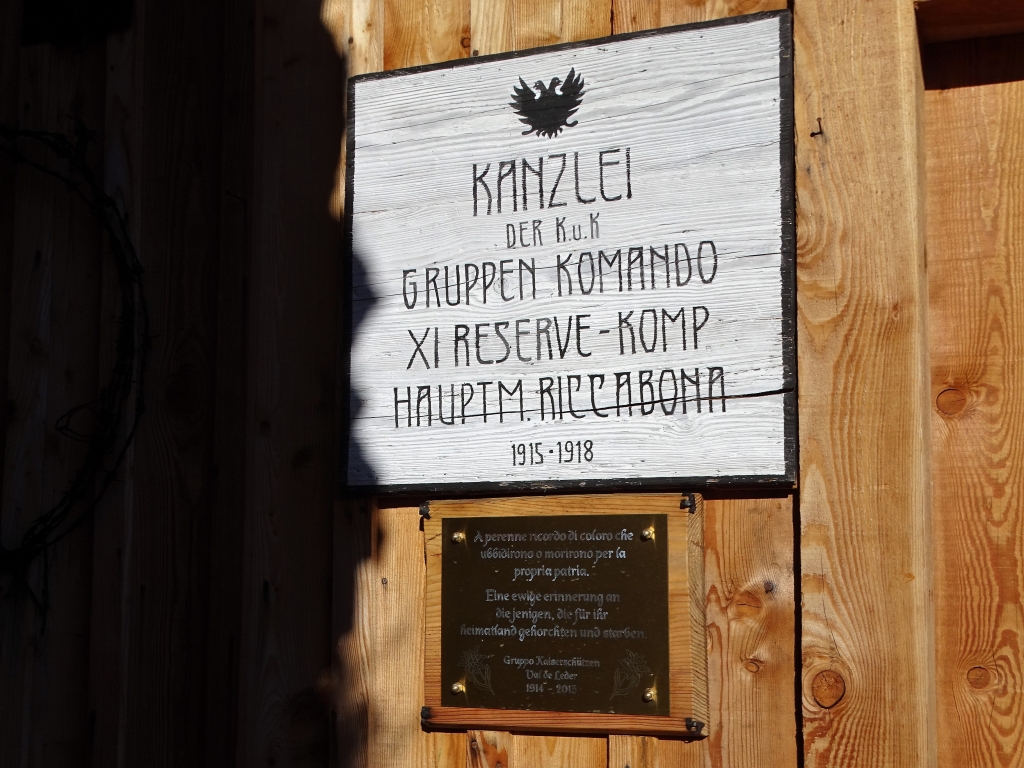 KANZLEI
DER K.u.K
GRUPPEN KOMANDO
XI RESERVE-KOMP
HAUPTM. RICCABONA
1915·1918
A perenne ricordo di coloro che
ubbidirono o morirono per la
propria patria.
Eine ewige erinnerung an
die jenigen, die für ihr
heimatland gehorchten und starben.
Gruppo Kaiserschützen
Val de Leder
1914 - 2015